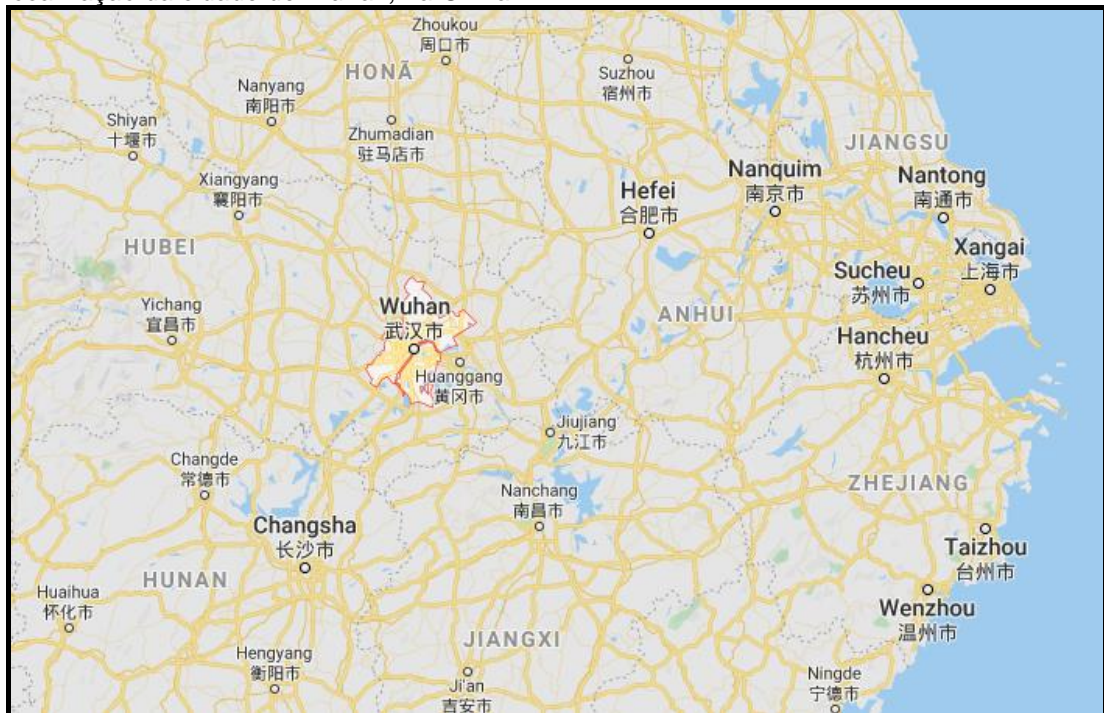 Zhoukou
周口市
HONĀ
Suzhou
宿州市
Nanyang
南阳市
Shiyan
十堰市
Zhumadian
驻马店市
JIANGSU
Nanquim
南京市
Nantong
南通市
Xiangyang
襄阳市
Hefei
合肥市
HUBEI
Xangai
上海市
Sucheu
苏州市
Yichang
宜昌市
Wuhan
武汉市
ANHUI
Hancheu
杭州市
Huanggang
黄冈市
Jiujiang
九江市
Changde
常德市
Nanchang
南昌市
ZHEJIANG
Changsha
长沙市
Taizhou
台州市
HUNAN
Huaihua
怀化市
Wenzhou
温州市
JIANGXI
Hengyang
衡阳市
Ji'an
吉安市
Ningde
宁德市